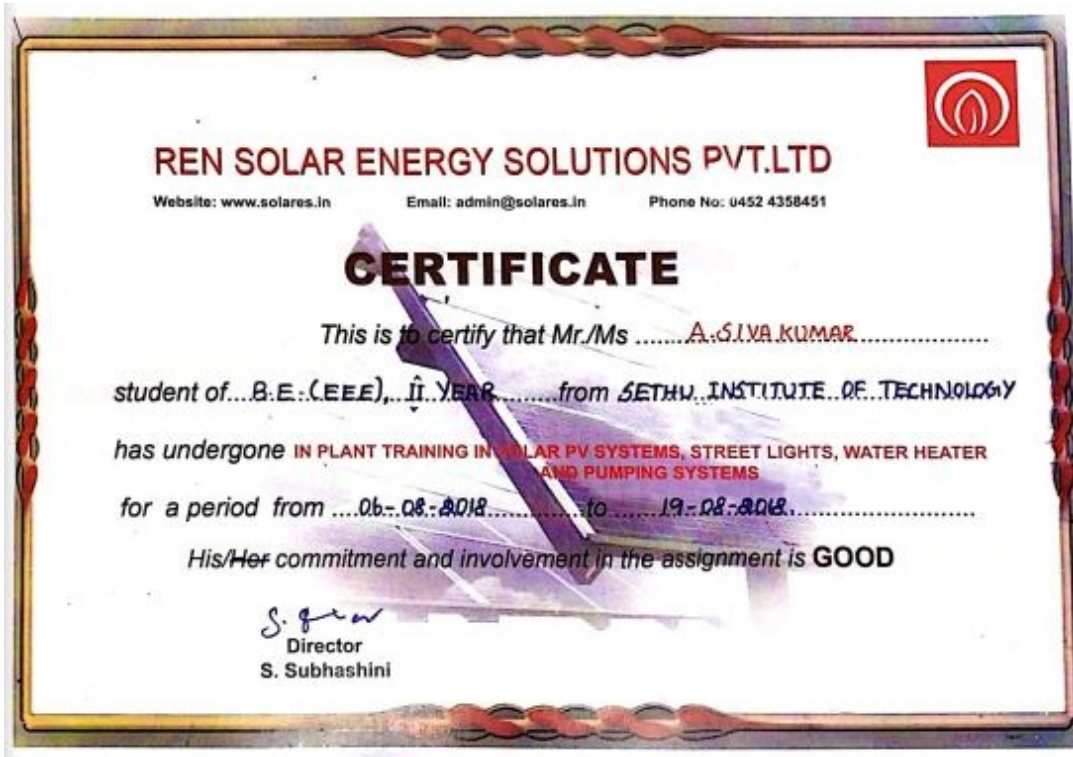 REN SOLAR ENERGY SOLUTIONS PVT.LTD
Website: www.solares.in Email: admin@solares.in Phone No: 0452 4358451
CERTIFICATE
This is to certify that Mr./Ms ......A.SIVA KUMAR......
student of....B.E.(EEE), II YEAR.........from SETHU INSTITUTE OF TECHNOLOGY
has undergone IN PLANT TRAINING IN SOLAR PV SYSTEMS, STREET LIGHTS, WATER HEATER
AND PUMPING SYSTEMS
for a period from ....06-08-2018..............to........19-08-2018..........................
His/Her commitment and involvement in the assignment is GOOD
Director
S. Subhashini